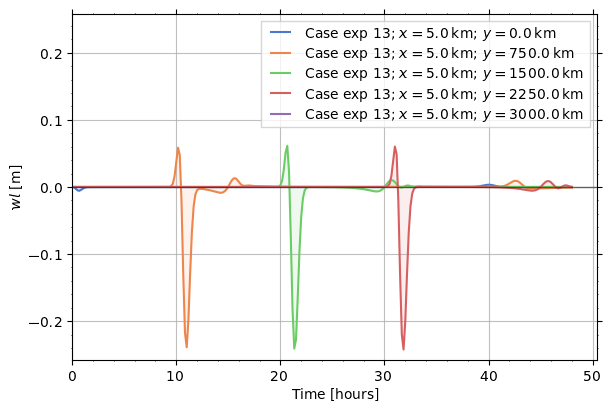 Case exp 13; x = 5.0 km; y = 0.0 km
Case exp 13; x = 5.0 km; y = 750.0 km
Case exp 13; x = 5.0 km; y = 1500.0 km
Case exp 13; x = 5.0 km; y = 2250.0 km
Case exp 13; x = 5.0 km; y = 3000.0 km
wl [m]
0.2
0.1
0.0
−0.1
−0.2
0 10 20 30 40 50
Time [hours]